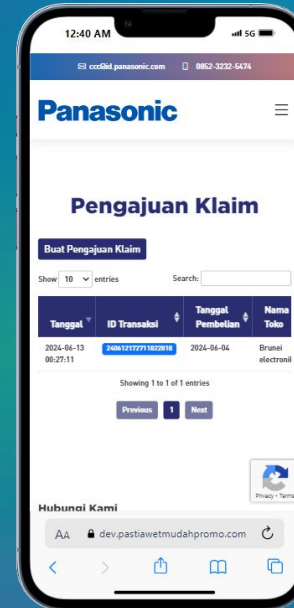 12:40 AM
5G
ccc@id.panasonic.com 0852-3232-5474
Panasonic
Pengajuan Klaim
Buat Pengajuan Klaim
Show 10 entries Search:
Tanggal ID Transaksi Tanggal Pembelian Nama Toko
2024-06-13 00:27:11 240612172711822818 2024-06-04 Brunei
Showing 1 to 1 of 1 entries
Previous 1 Next
Privacy - Terms
Hubungi Kami
AA dev.pastiawetmudahpromo.com